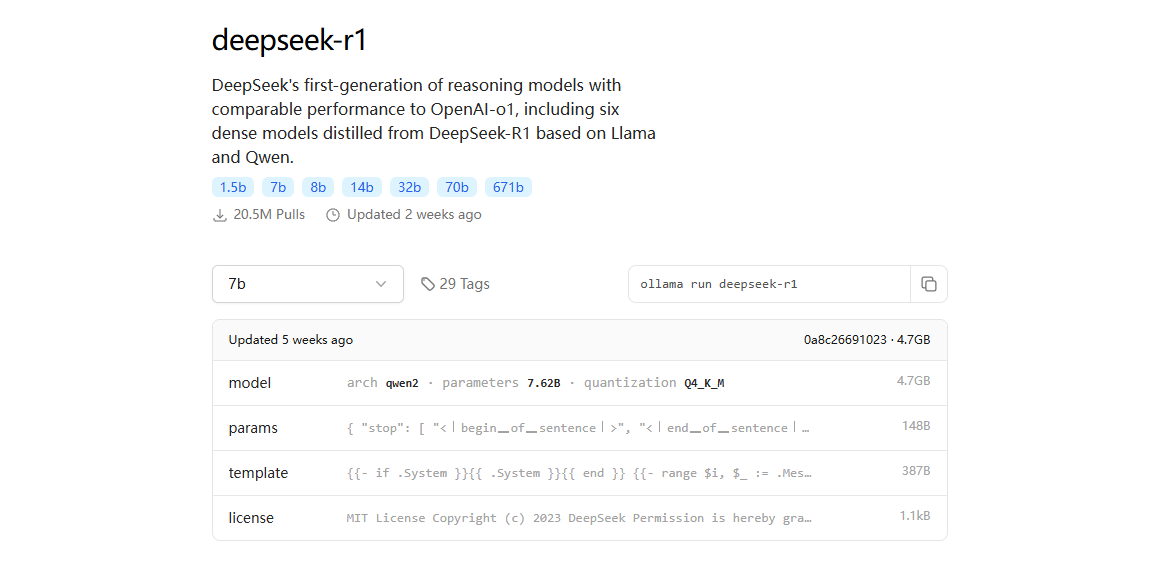 deepseek-r1
DeepSeek's first-generation of reasoning models with
comparable performance to OpenAI-o1, including six
dense models distilled from DeepSeek-R1 based on Llama
and Qwen.
1.5b 7b 8b 14b 32b 70b 671b
20.5M Pulls Updated 2 weeks ago
7b 29 Tags ollama run deepseek-r1
Updated 5 weeks ago 0a8c26691023 · 4.7GB
model arch qwen2 · parameters 7.62B · quantization Q4_K_M 4.7GB
params { "stop": [ "<｜begin▁of▁sentence｜>", "<｜end▁of▁sentence｜… 148B
template {{- if .System }}{{ .System }}{{ end }} {{- range $i, $_ := .Mes… 387B
license MIT License Copyright (c) 2023 DeepSeek Permission is hereby gra… 1.1kB